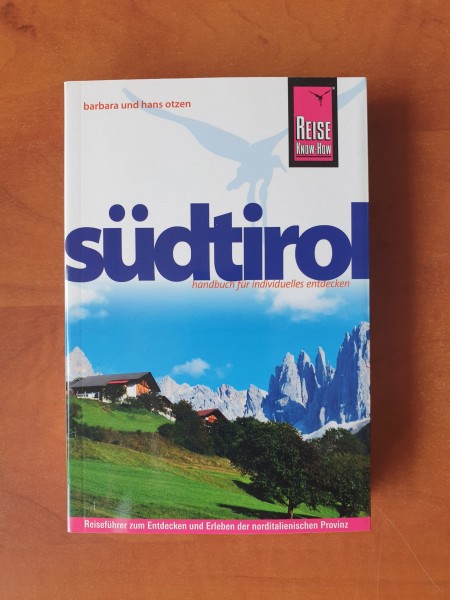 barbara und hans otzen
REISE
KNOW-HOW
südtirol
handbuch für individuelles entdecken
Reiseführer zum Entdecken und Erleben der norditalienischen Provinz